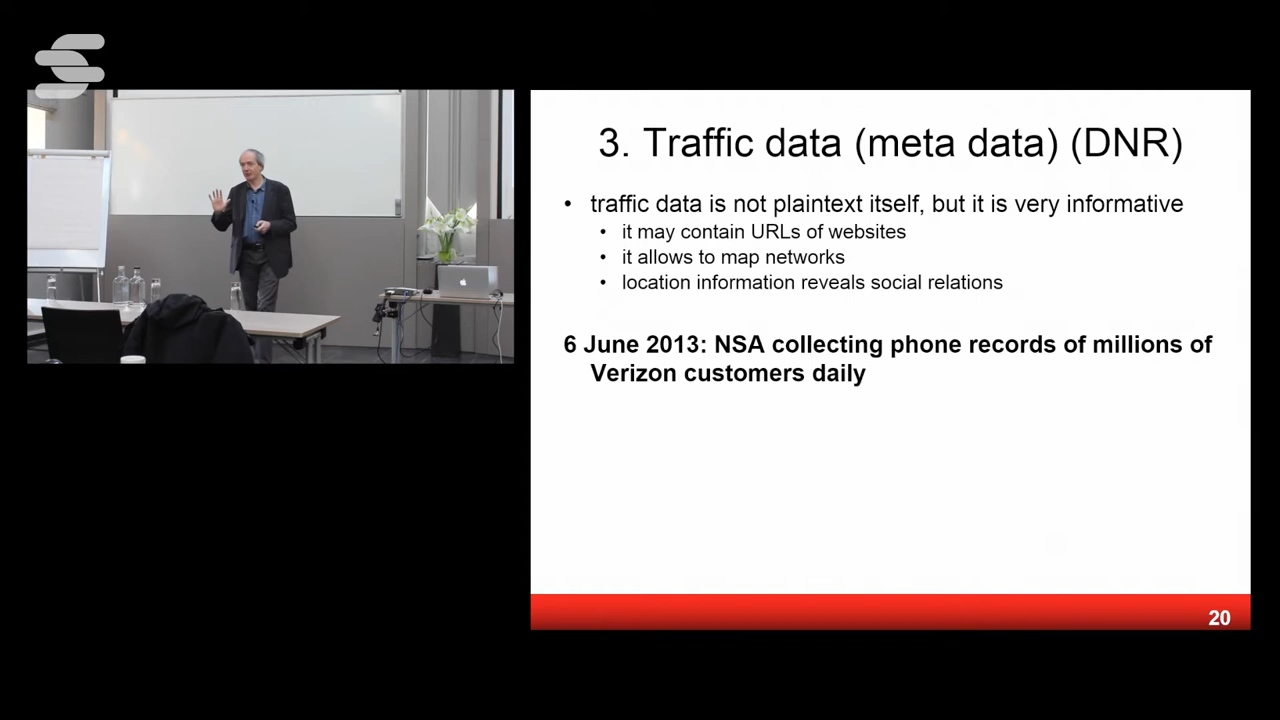 3. Traffic data (meta data) (DNR)
• traffic data is not plaintext itself, but it is very informative
• it may contain URLs of websites
• it allows to map networks
• location information reveals social relations
6 June 2013: NSA collecting phone records of millions of
Verizon customers daily
20